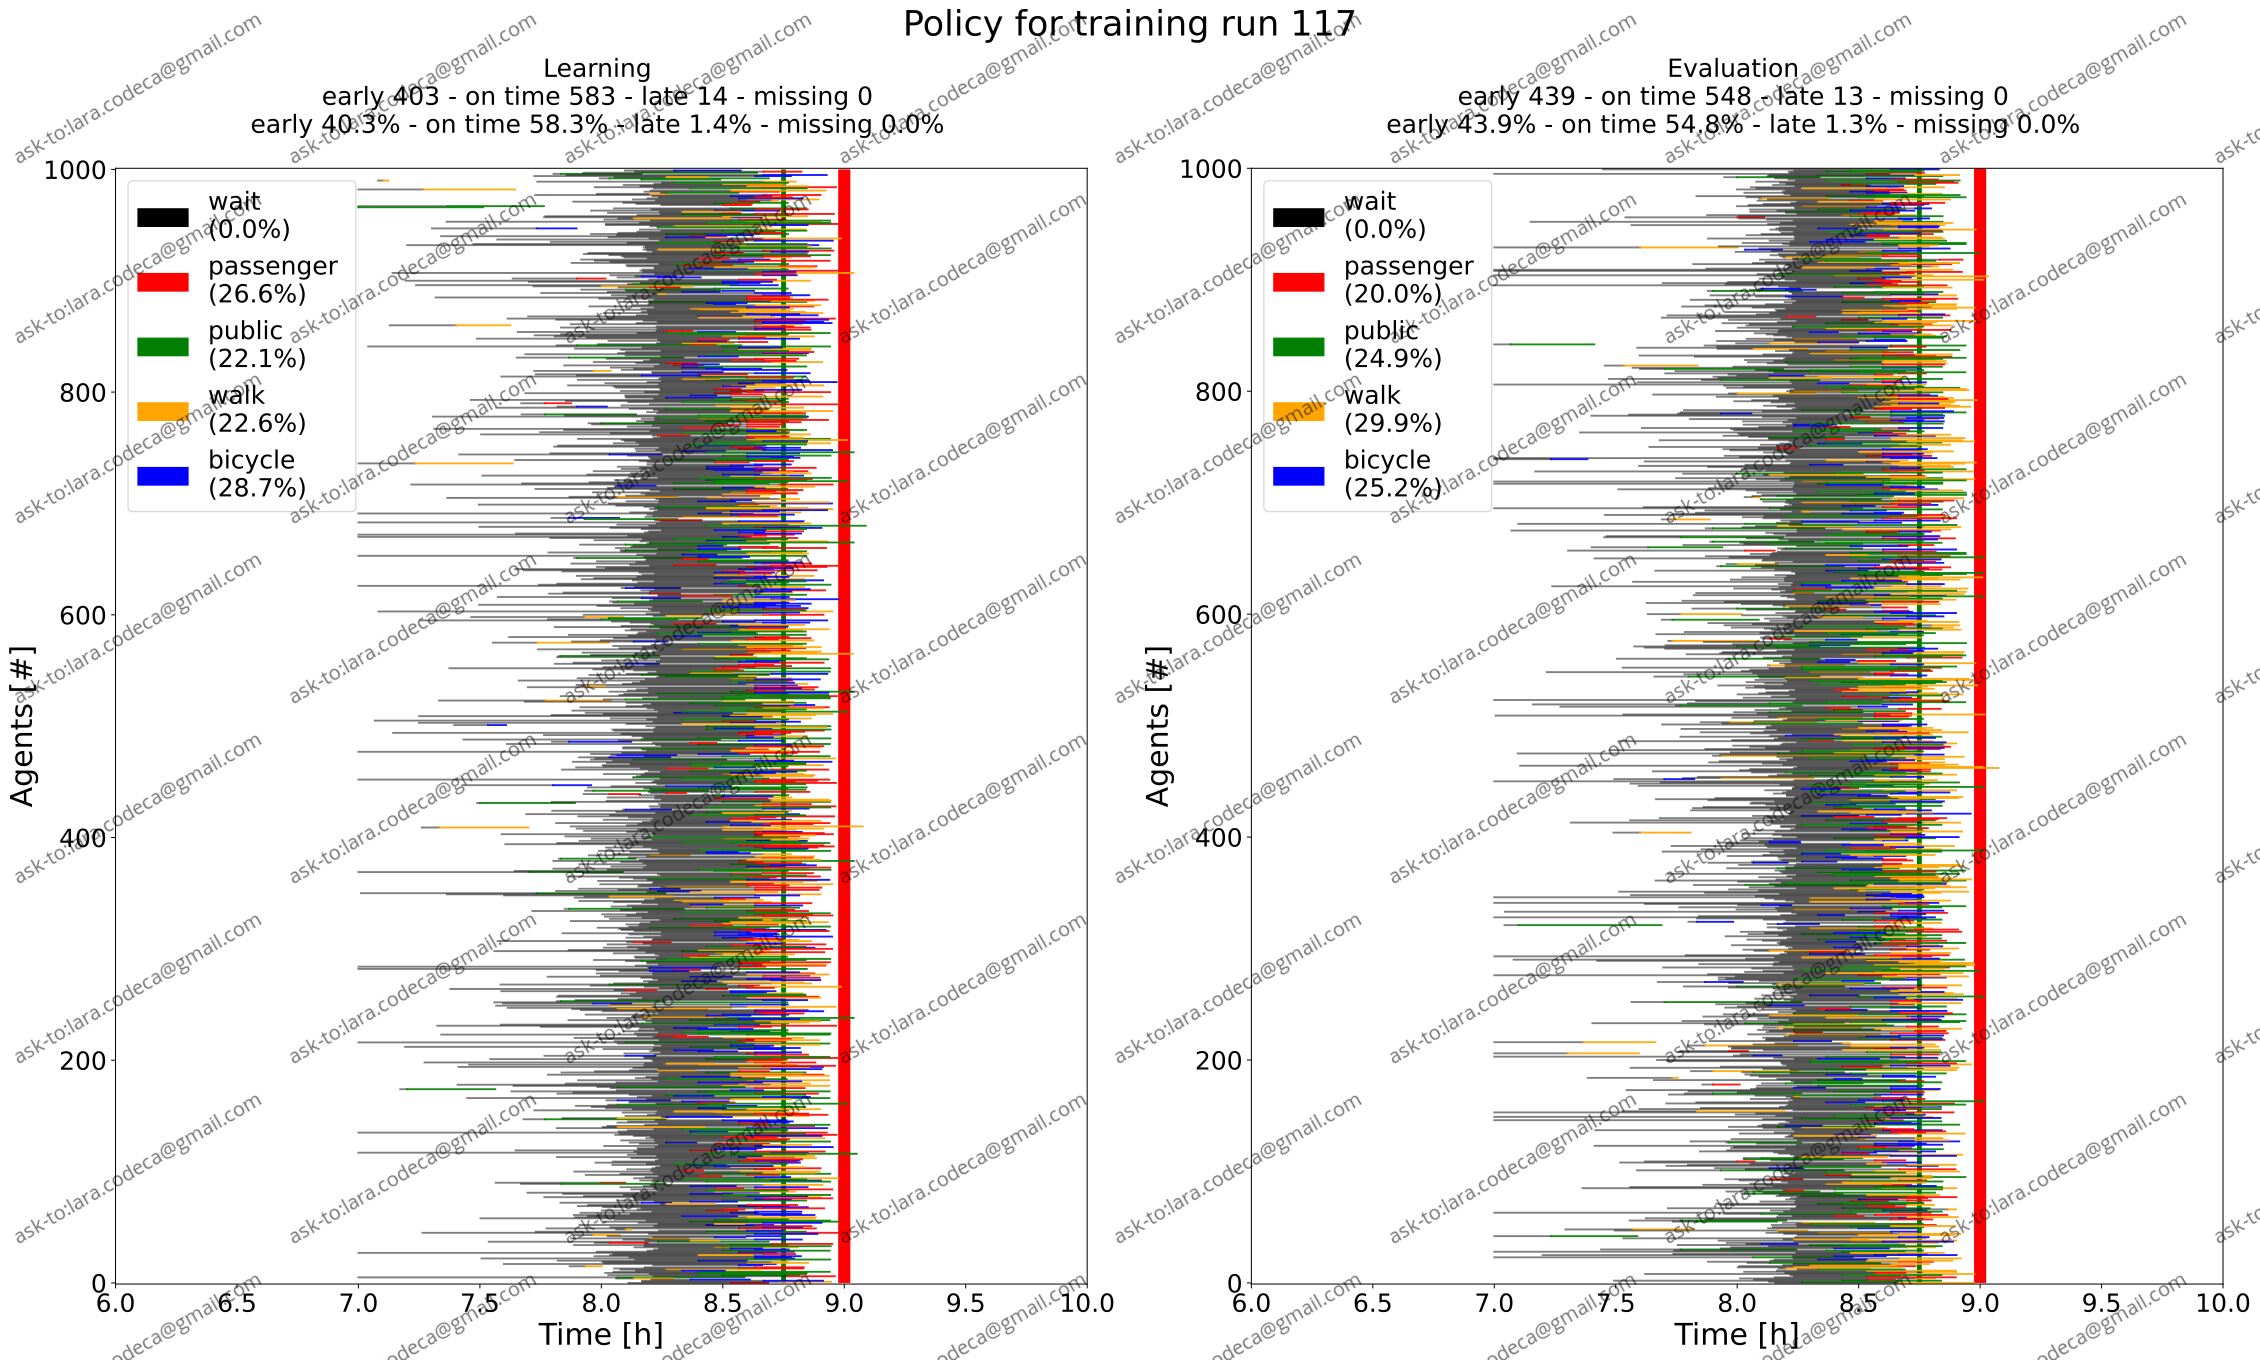 Policy for training run 117
Learning
early 403 - on time 583 - late 14 - missing 0
early 40.3% - on time 58.3% - late 1.4% - missing 0.0%
Evaluation
early 439 - on time 548 - late 13 - missing 0
early 43.9% - on time 54.8% - late 1.3% - missing 0.0%
Agents [#]
1000
800
600
400
200
0
wait
(0.0%)
passenger
(26.6%)
public
(22.1%)
walk
(22.6%)
bicycle
(28.7%)
6.0 6.5 7.0 7.5 8.0 8.5 9.0 9.5 10.0
Time [h]
Agents [#]
1000
800
600
400
200
0
wait
(0.0%)
passenger
(20.0%)
public
(24.9%)
walk
(29.9%)
bicycle
(25.2%)
6.0 6.5 7.0 7.5 8.0 8.5 9.0 9.5 10.0
Time [h]
ask-to:lara.codeca@gmail.com